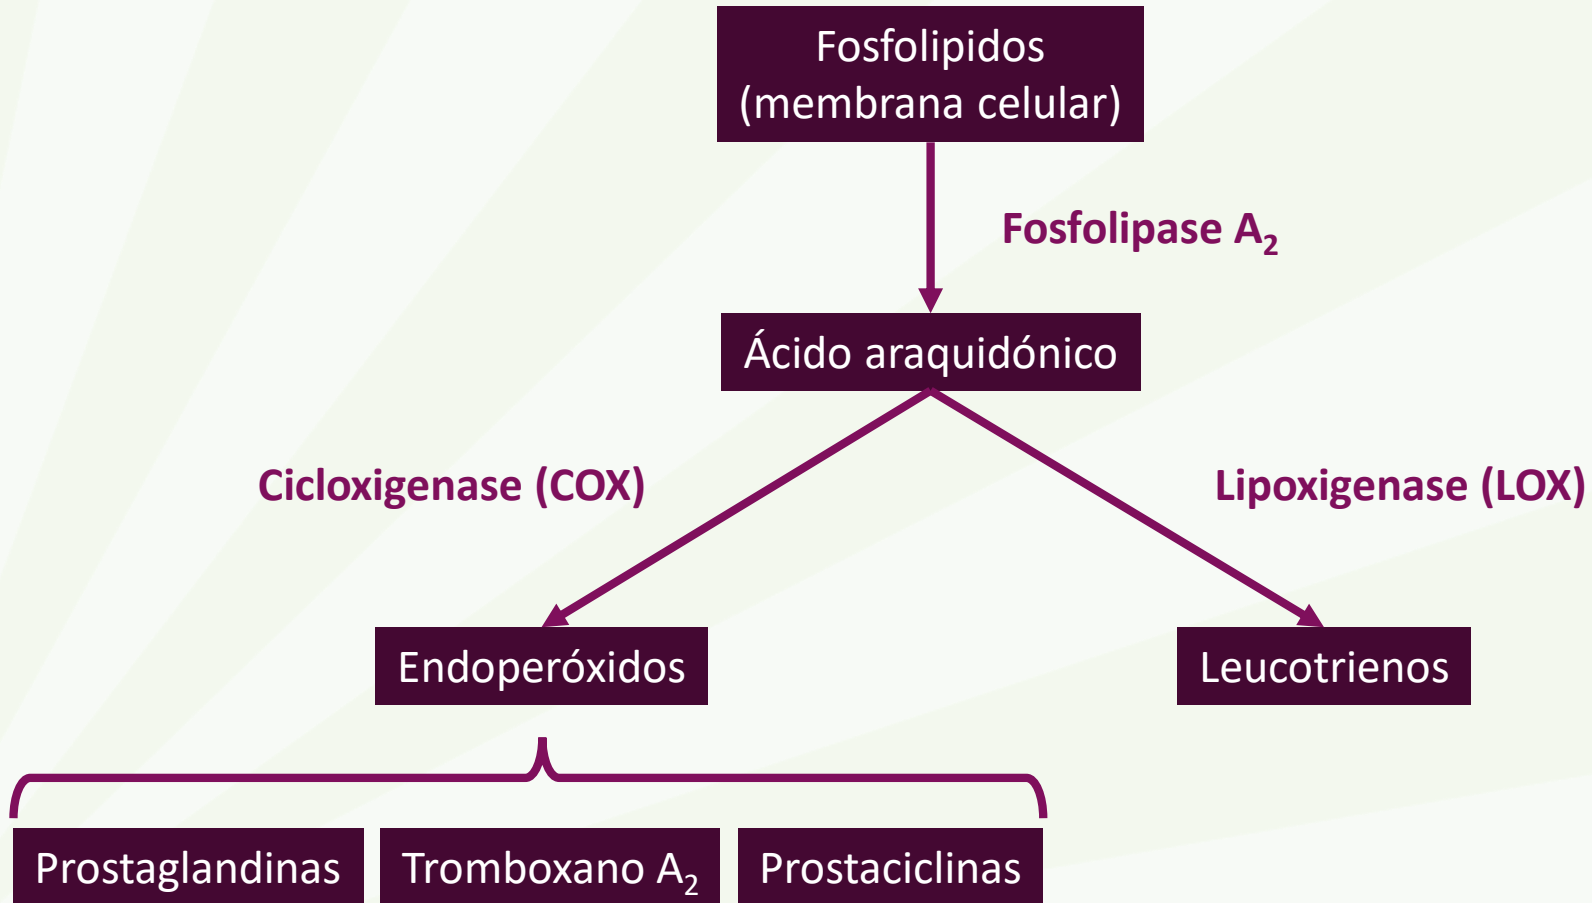 Fosfolipidos
(membrana celular)
Fosfolipase A₂
Ácido araquidónico
Cicloxigenase (COX)
Lipoxigenase (LOX)
Endoperóxidos
Leucotrienos
Prostaglandinas
Tromboxano A₂
Prostaciclinas